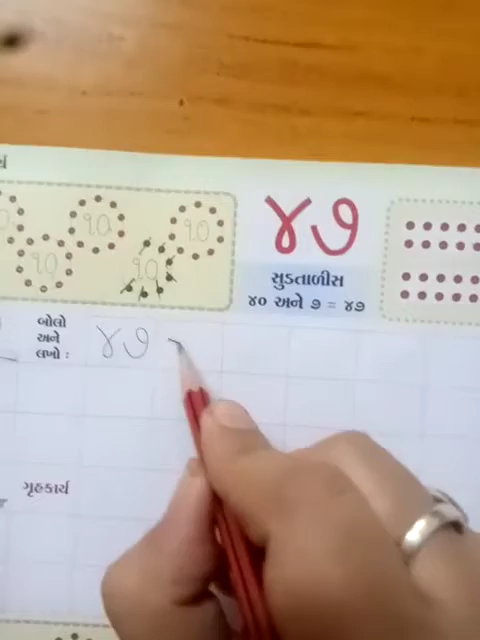 ૧૦ ૧૦
૧૦ ૧૦
૪૭
સુડતાળીસ
૪૦ અને ૭ = ૪૭
બોલો
અને
લખો :
૪૭
ગૃહકાર્ય